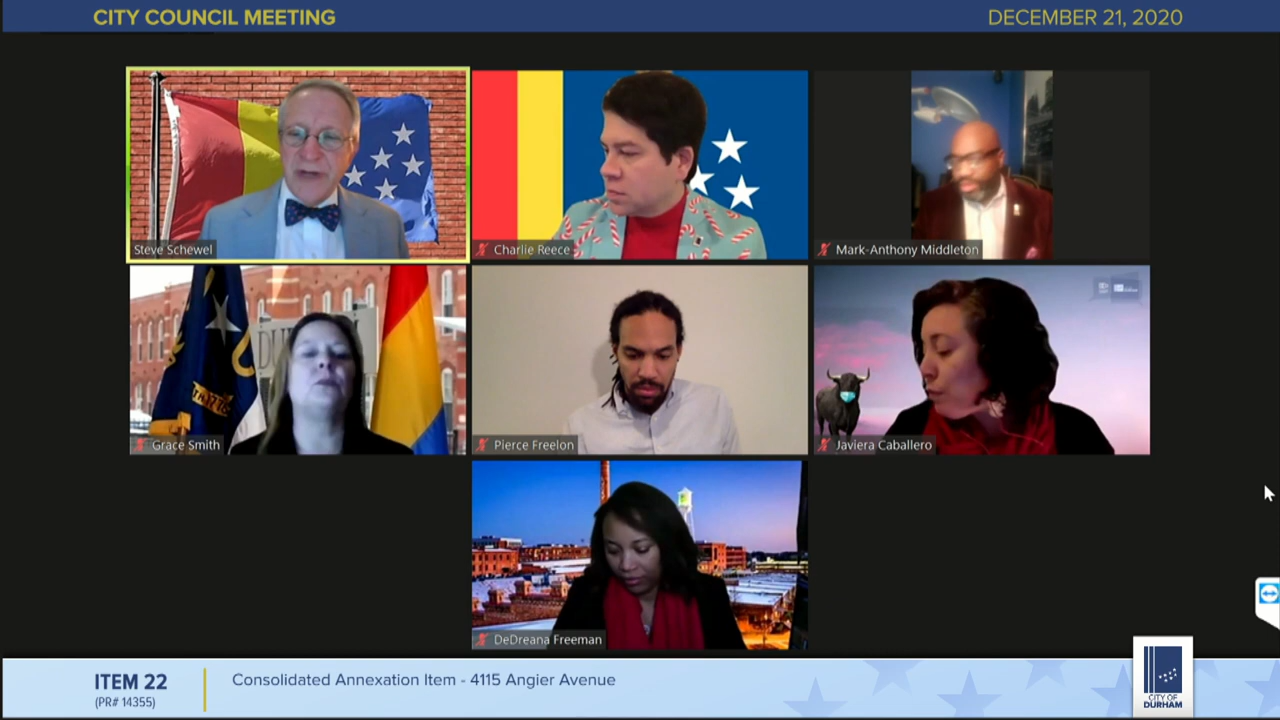 CITY COUNCIL MEETING
DECEMBER 21, 2020
Steve Schewel
Charlie Reece
Mark-Anthony Middleton
Grace Smith
Pierce Freelon
Javiera Caballero
DeDreana Freeman
ITEM 22
(PR# 14355)
Consolidated Annexation Item - 4115 Angier Avenue
CITY OF
DURHAM